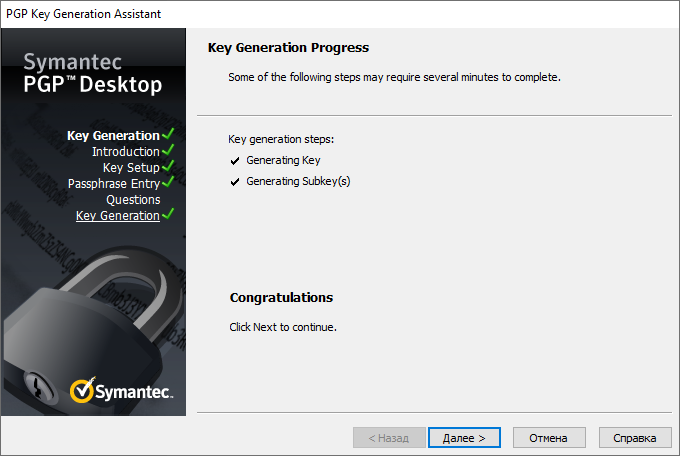 PGP Key Generation Assistant
Symantec
PGP™ Desktop
Key Generation
Introduction
Key Setup
Passphrase Entry
Questions
Key Generation
Symantec.
Key Generation Progress
Some of the following steps may require several minutes to complete.
Key generation steps:
Generating Key
Generating Subkey(s)
Congratulations
Click Next to continue.
< Назад
Далее >
Отмена
Справка